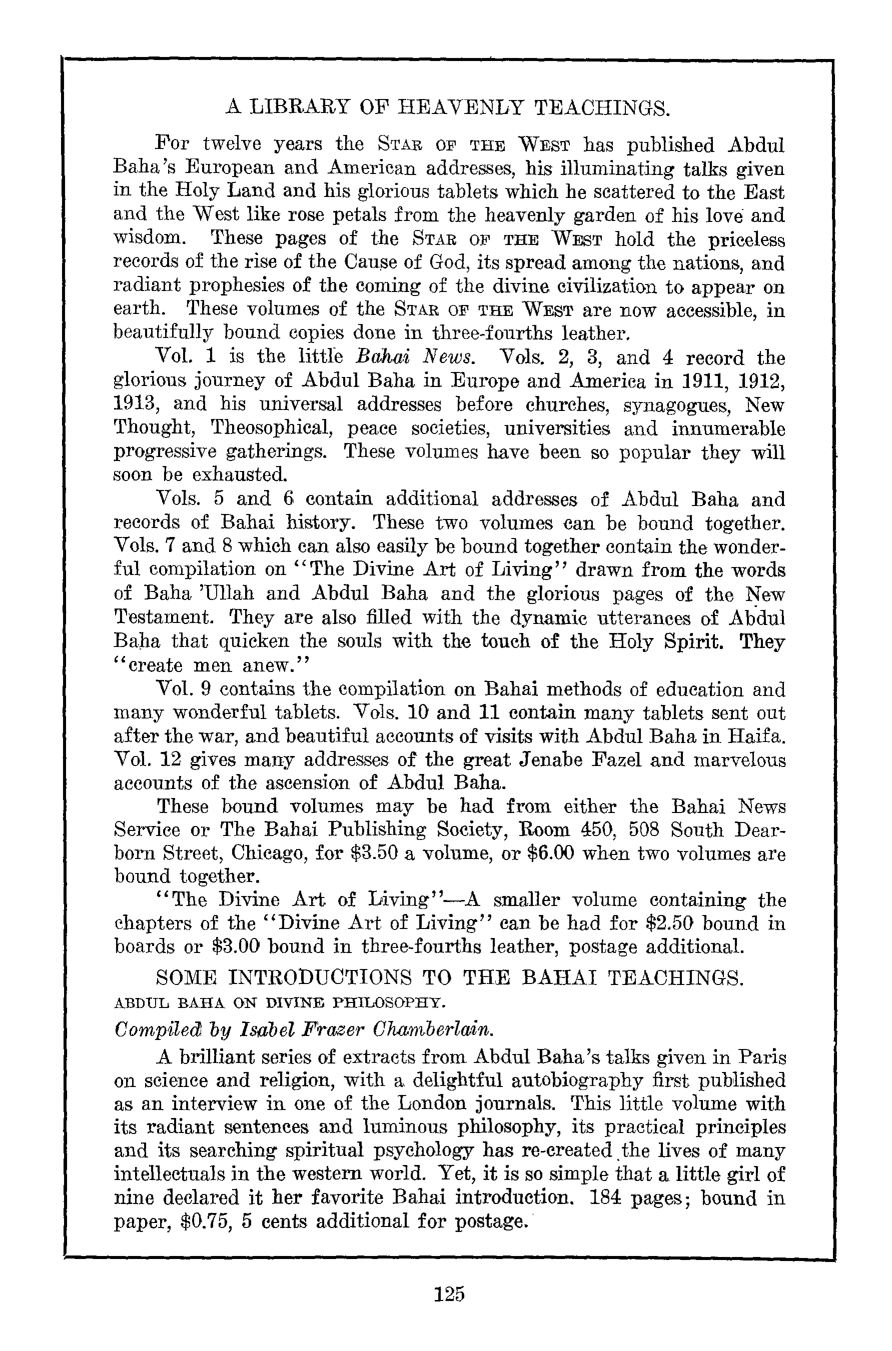 A LIBRARY OF HEAVENLY TEACHINGS.
For twelve years the STAR OF THE WEST has published Abdul
Baha's European and American addresses, his illuminating talks given
in the Holy Land and his glorious tablets which he scattered to the East
and the West like rose petals from the heavenly garden of his love and
wisdom. These pages of the STAR OF THE WEST hold the priceless
records of the rise of the Cause of God, its spread among the nations, and
radiant prophesies of the coming of the divine civilization to appear on
earth. These volumes of the STAR OF THE WEST are now accessible, in
beautifully bound copies done in three-fourths leather.
Vol. 1 is the little Bahai News. Vols. 2, 3, and 4 record the
glorious journey of Abdul Baha in Europe and America in 1911, 1912,
1913, and his universal addresses before churches, synagogues, New
Thought, Theosophical, peace societies, universities and innumerable
progressive gatherings. These volumes have been so popular they will
soon be exhausted.
Vols. 5 and 6 contain additional addresses of Abdul Baha and
records of Bahai history. These two volumes can be bound together.
Vols. 7 and 8 which can also easily be bound together contain the wonder-
ful compilation on "The Divine Art of Living" drawn from the words
of Baha 'Ullah and Abdul Baha and the glorious pages of the New
Testament. They are also filled with the dynamic utterances of Abdul
Baha that quicken the souls with the touch of the Holy Spirit. They
"create men anew."
Vol. 9 contains the compilation on Bahai methods of education and
many wonderful tablets. Vols. 10 and 11 contain many tablets sent out
after the war, and beautiful accounts of visits with Abdul Baha in Haifa.
Vol. 12 gives many addresses of the great Jenabe Fazel and marvelous
accounts of the ascension of Abdul Baha.
These bound volumes may be had from either the Bahai News
Service or The Bahai Publishing Society, Room 450, 508 South Dear-
born Street, Chicago, for $3.50 a volume, or $6.00 when two volumes are
bound together.
"The Divine Art of Living"—A smaller volume containing the
chapters of the "Divine Art of Living" can be had for $2.50 bound in
boards or $3.00 bound in three-fourths leather, postage additional.
SOME INTRODUCTIONS TO THE BAHAI TEACHINGS.
ABDUL BAHA ON DIVINE PHILOSOPHY.
Compiled by Isabel Frazer Chamberlain.
A brilliant series of extracts from Abdul Baha's talks given in Paris
on science and religion, with a delightful autobiography first published
as an interview in one of the London journals. This little volume with
its radiant sentences and luminous philosophy, its practical principles
and its searching spiritual psychology has re-created the lives of many
intellectuals in the western world. Yet, it is so simple that a little girl of
nine declared it her favorite Bahai introduction. 184 pages; bound in
paper, $0.75, 5 cents additional for postage.
125